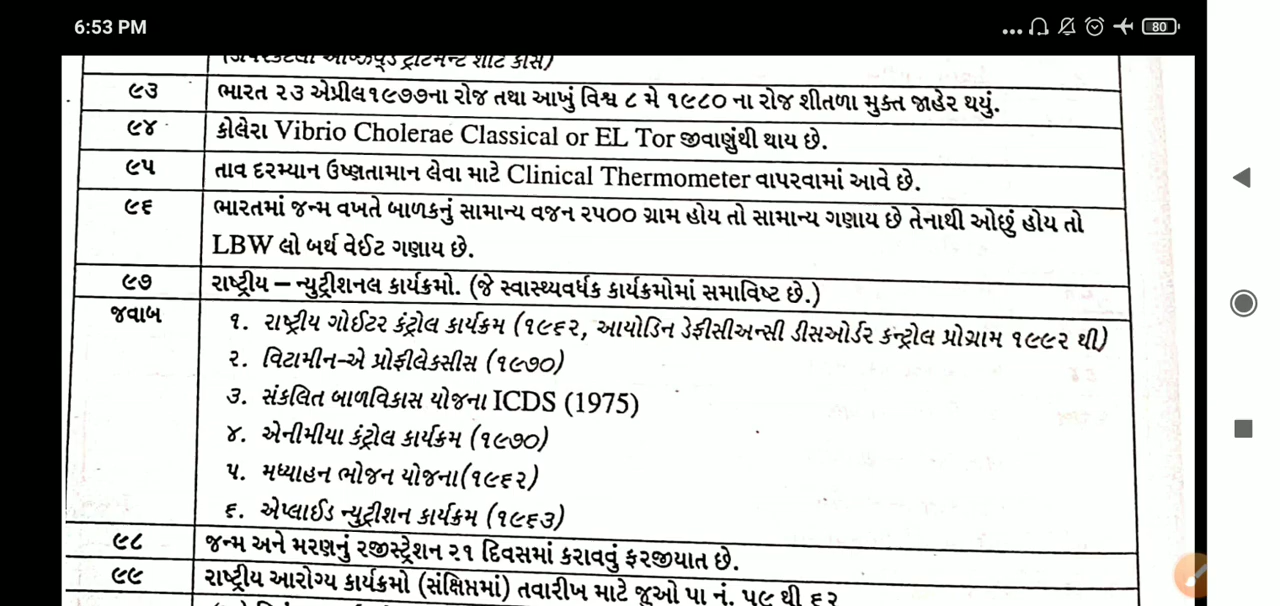 6:53 PM
80
૯૩ ભારત ૨૩ એપ્રીલ૧૯૭૭ના રોજ તથા આખું વિશ્વ ૮ મે ૧૯૮૦ ના રોજ શીતળા મુક્ત જાહેર થયું.
૯૪ કોલેરા Vibrio Cholerae Classical or EL Tor જીવાણુંથી થાય છે.
૯૫ તાવ દરમ્યાન ઉષ્ણતામાન લેવા માટે Clinical Thermometer વાપરવામાં આવે છે.
૯૬ ભારતમાં જન્મ વખતે બાળકનું સામાન્ય વજન ૨૫૦૦ ગ્રામ હોય તો સામાન્ય ગણાય છે તેનાથી ઓછું હોય તો
LBW લો બર્થ વેઈટ ગણાય છે.
૯૭ રાષ્ટ્રીય – ન્યુટ્રીશનલ કાર્યક્રમો. (જે સ્વાસ્થ્યવર્ધક કાર્યક્રમોમાં સમાવિષ્ટ છે.)
જવાબ ૧. રાષ્ટ્રીય ગોઈટર કંટ્રોલ કાર્યક્રમ (૧૯૬૨, આયોડિન ડેફીસીઅન્સી ડીસઓર્ડર કન્ટ્રોલ પ્રોગ્રામ ૧૯૯૨ થી)
૨. વિટામીન-એ પ્રોફીલેકસીસ (૧૯૭૦)
૩. સંકલિત બાળવિકાસ યોજના ICDS (1975)
૪. એનીમીયા કંટ્રોલ કાર્યક્રમ (૧૯૭૦)
૫. મધ્યાહન ભોજન યોજના(૧૯૬૨)
૬. એપ્લાઈડ ન્યુટ્રીશન કાર્યક્રમ (૧૯૬૩)
૯૮ જન્મ અને મરણનું રજીસ્ટ્રેશન ૨૧ દિવસમાં કરાવવું ફરજીયાત છે.
૯૯ રાષ્ટ્રીય આરોગ્ય કાર્યક્રમો (સંક્ષિપ્તમાં) તવારીખ માટે જૂઓ પા નં. ૫૯ થી ૬૨